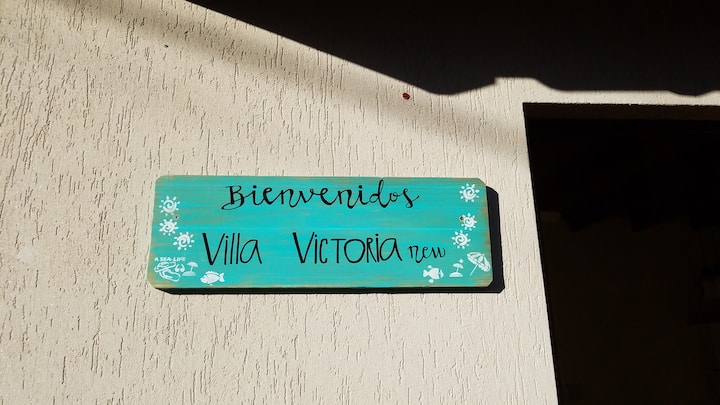 Bienvenidos
Villa VICTORIA new
A SEA-LIFE